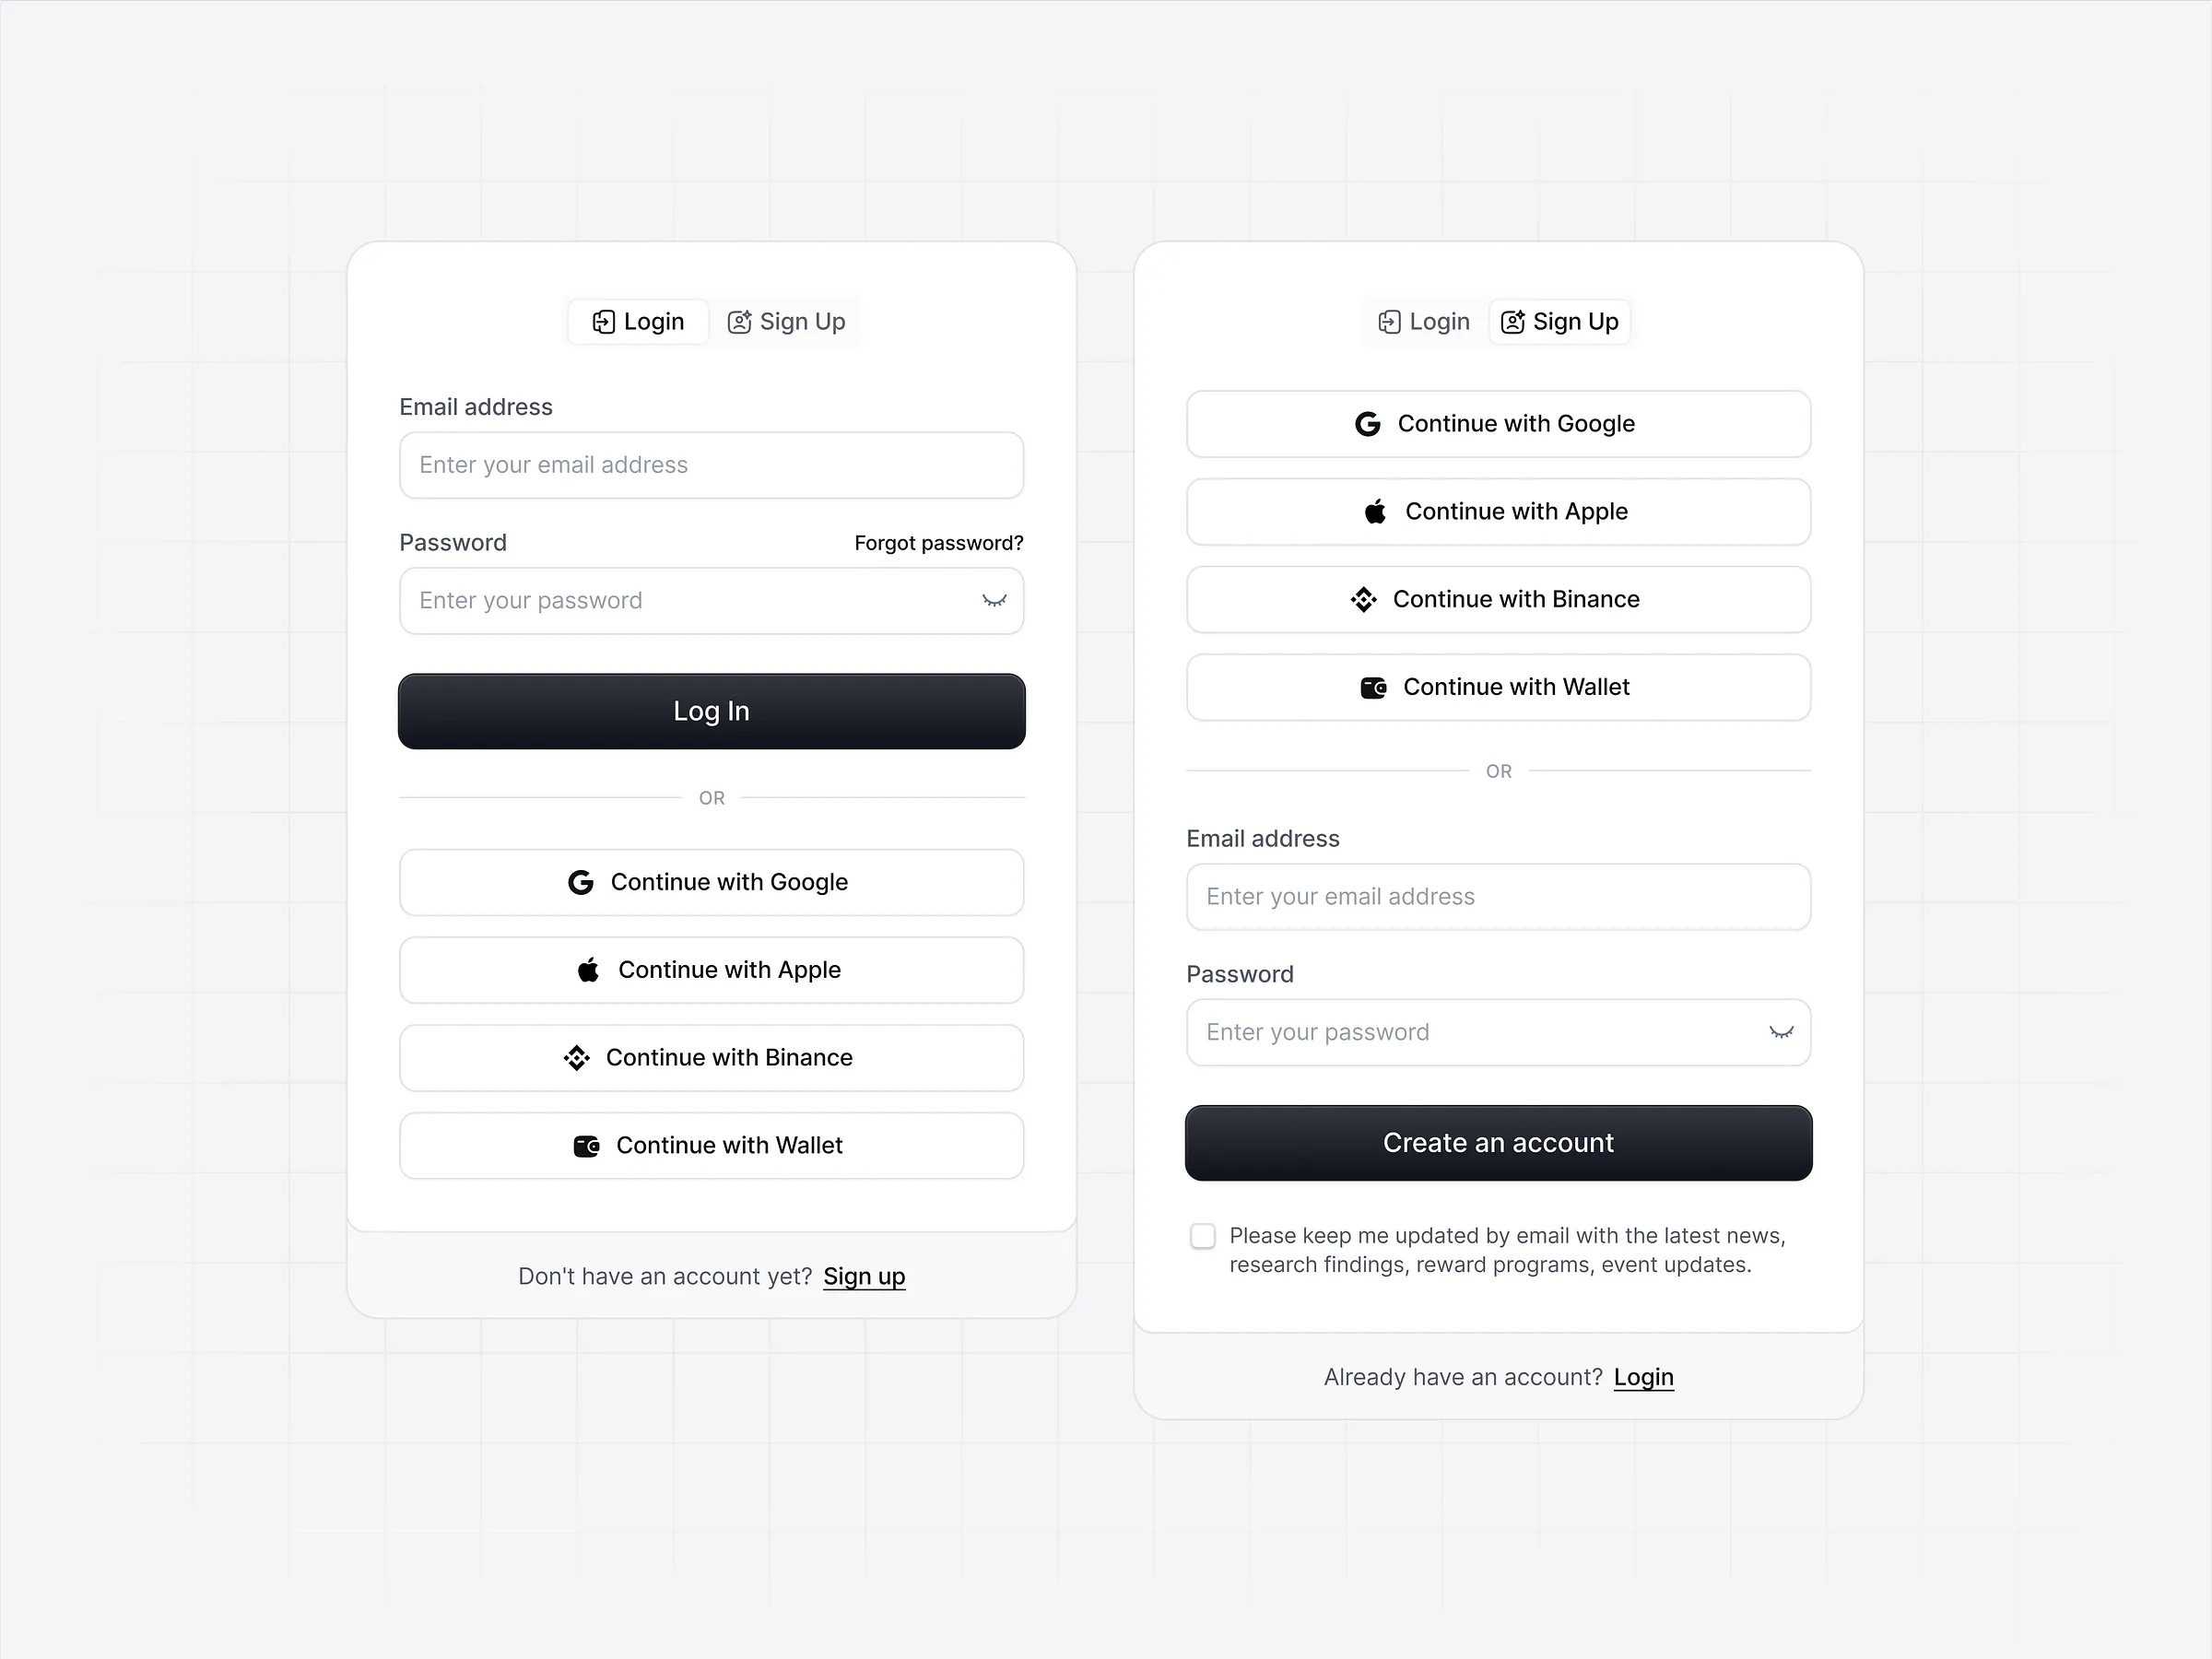 Login
Sign Up
Email address
Enter your email address
Password
Forgot password?
Enter your password
Log In
OR
Continue with Google
Continue with Apple
Continue with Binance
Continue with Wallet
Don't have an account yet? Sign up
Login
Sign Up
Continue with Google
Continue with Apple
Continue with Binance
Continue with Wallet
OR
Email address
Enter your email address
Password
Enter your password
Create an account
Please keep me updated by email with the latest news,
research findings, reward programs, event updates.
Already have an account? Login